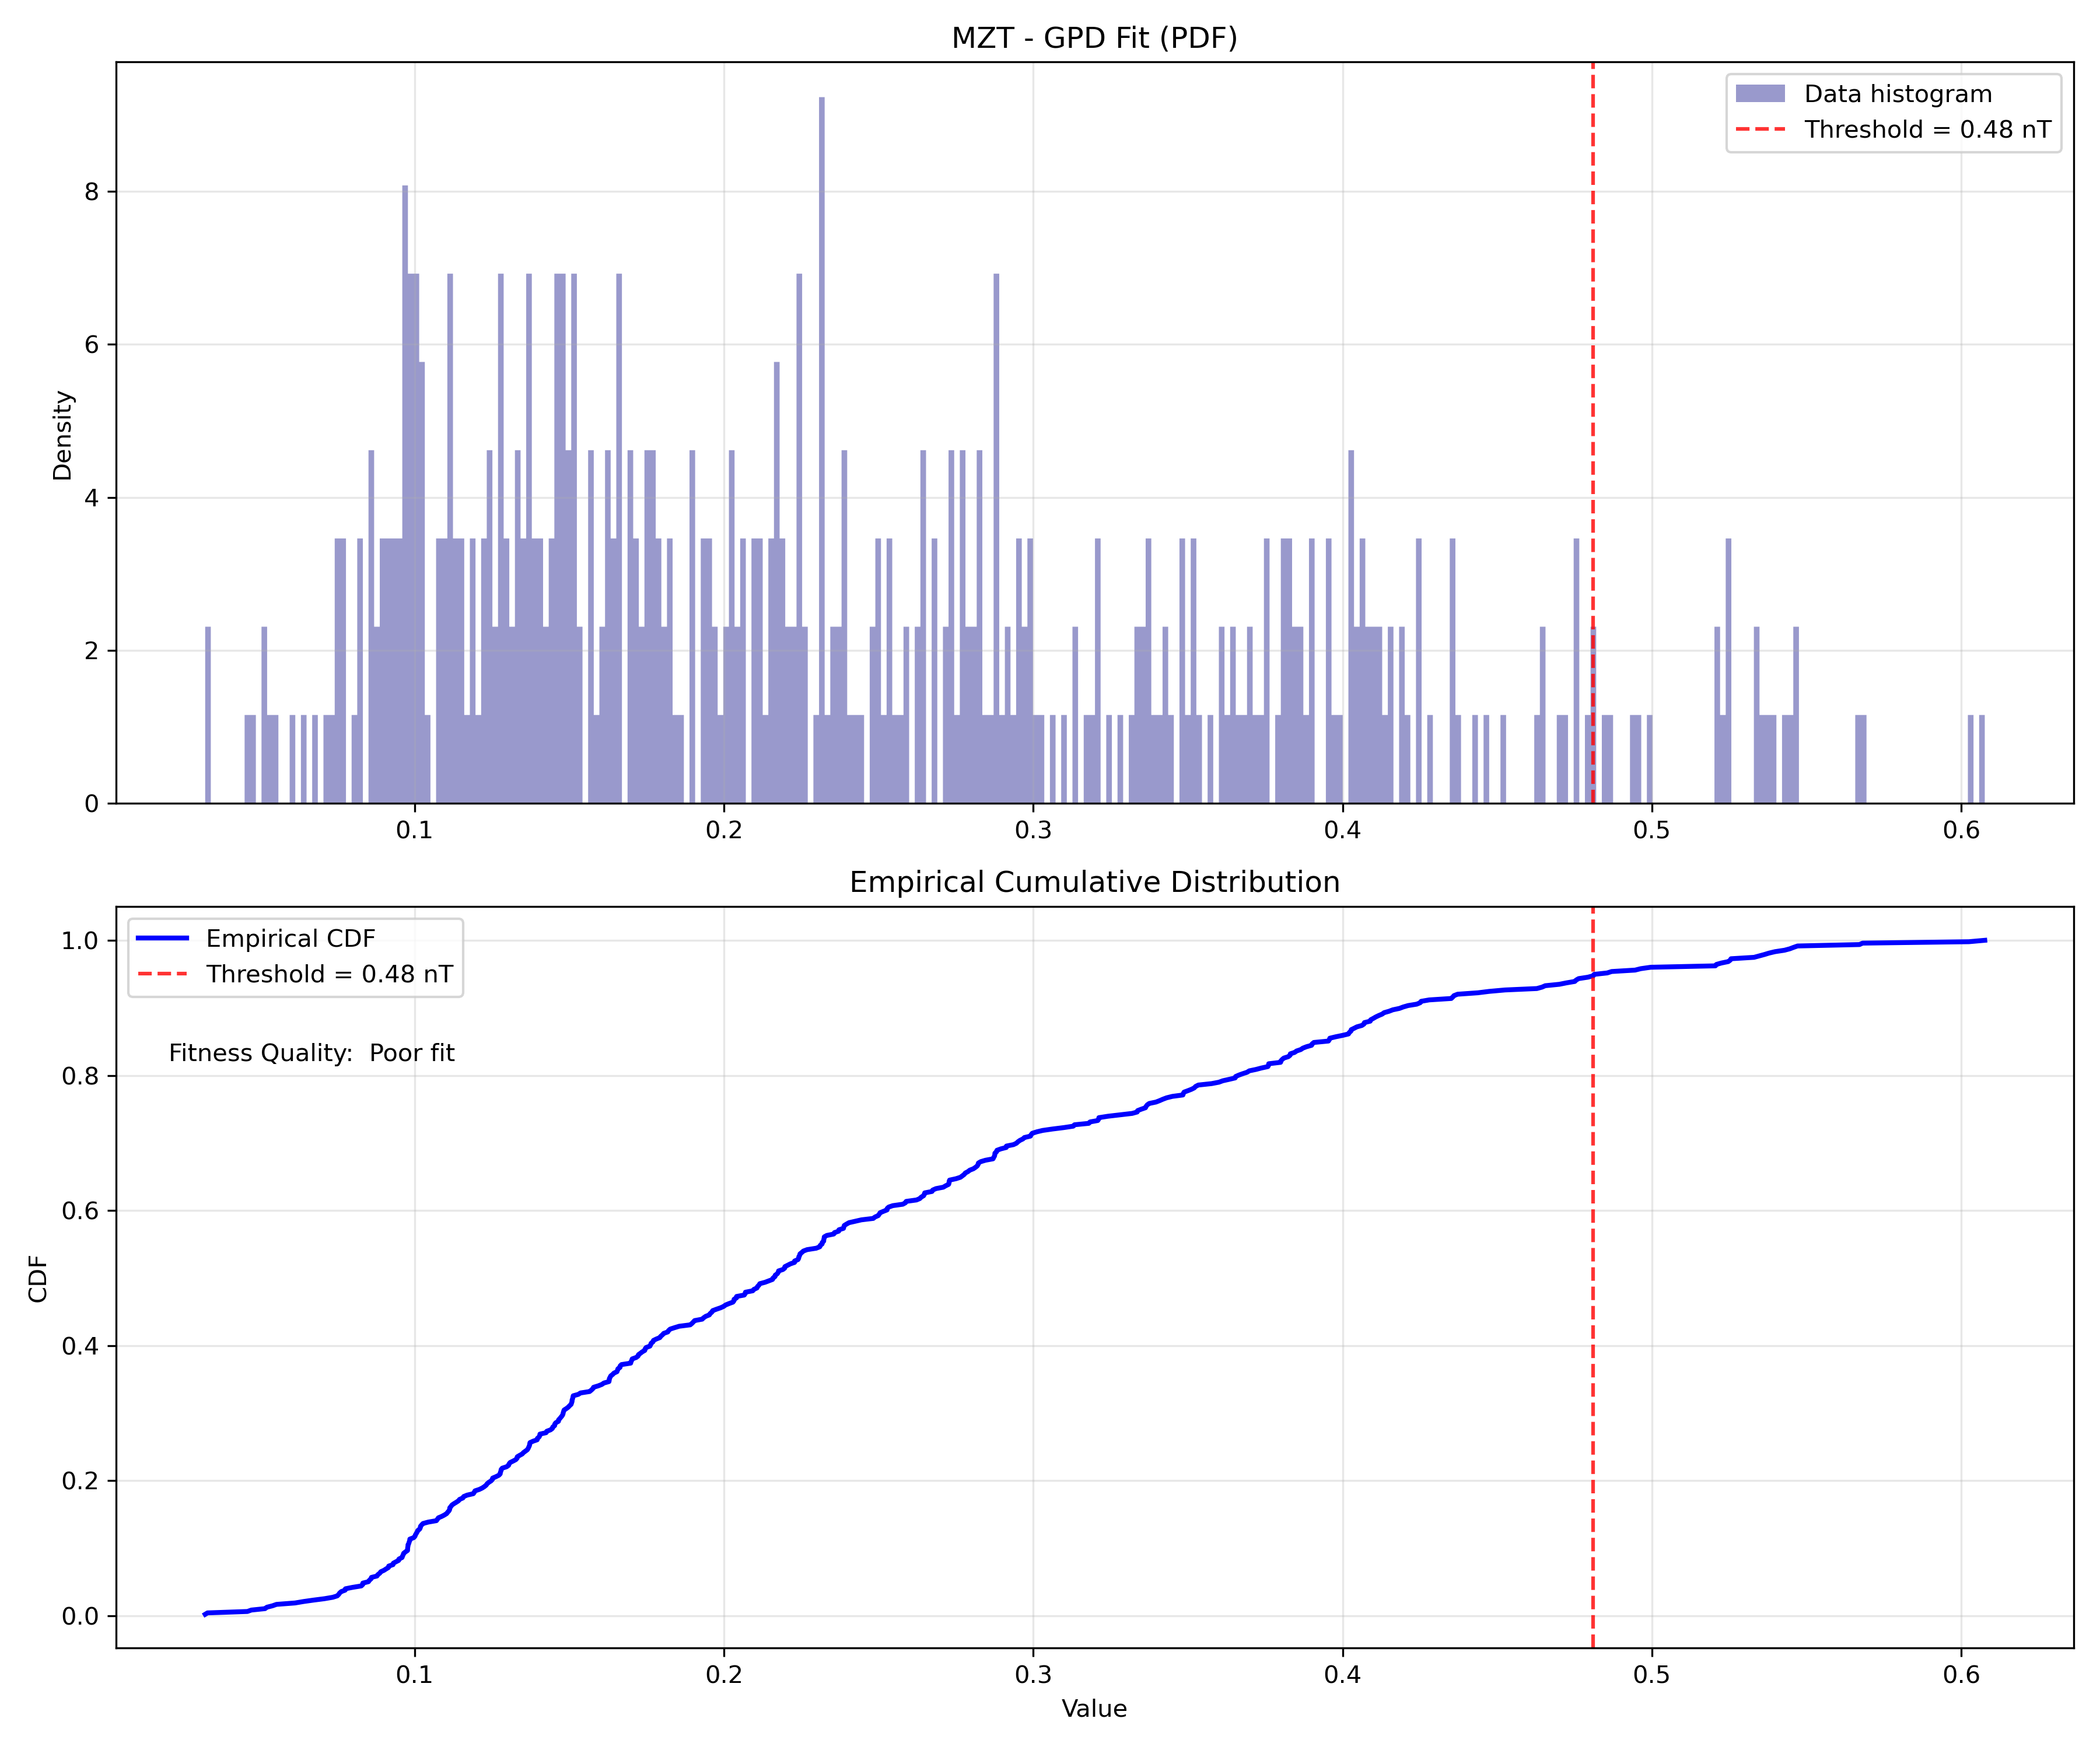 MZT - GPD Fit (PDF)
Data histogram
Threshold = 0.48 nT
Density
8
6
4
2
0
0.1 0.2 0.3 0.4 0.5 0.6
Empirical Cumulative Distribution
Empirical CDF
Threshold = 0.48 nT
Fitness Quality: Poor fit
CDF
1.0
0.8
0.6
0.4
0.2
0.0
0.1 0.2 0.3 0.4 0.5 0.6
Value